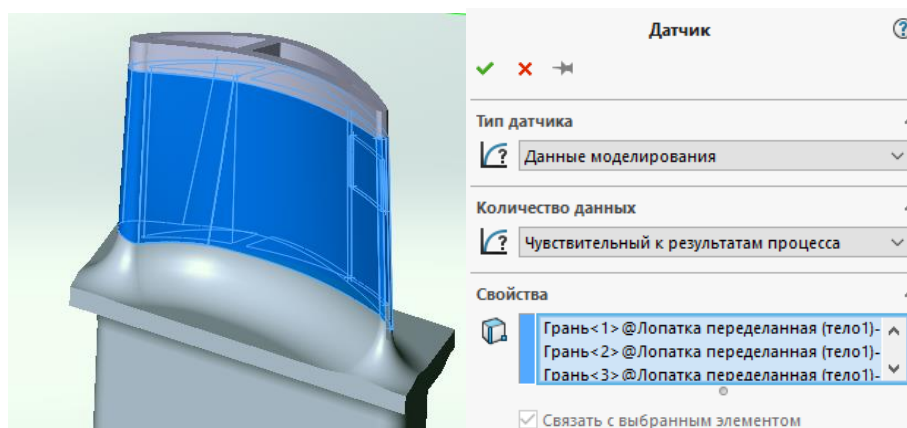 Датчик
Тип датчика
Данные моделирования
Количество данных
Чувствительный к результатам процесса
Свойства
Грань<1>@Лопатка переделанная (тело1)-
Грань<2>@Лопатка переделанная (тело1)-
Грань<3>@Лопатка переделанная (тело1)-
Связать с выбранным элементом